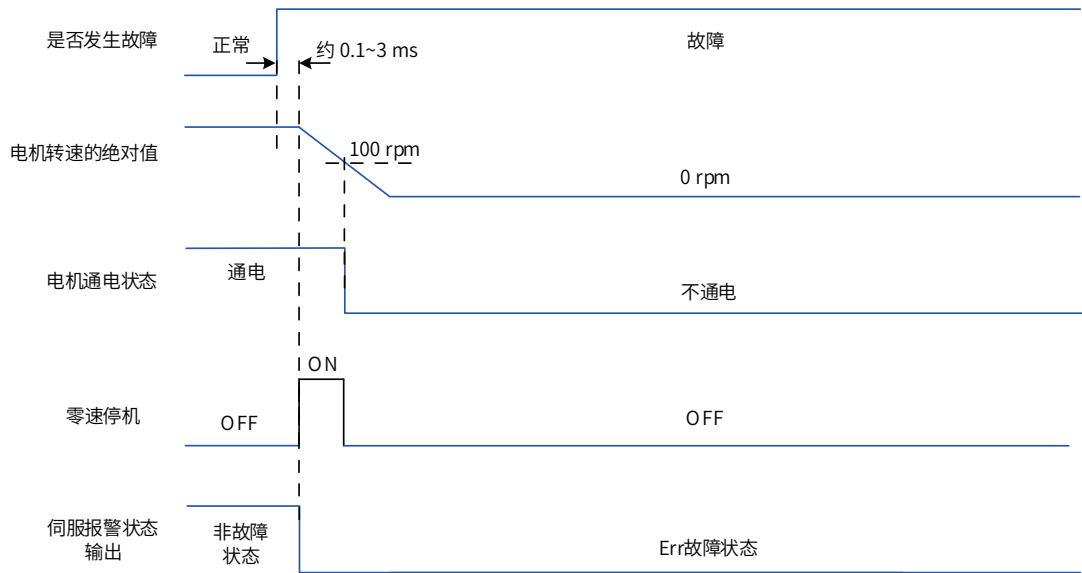 是否发生故障
正常
约 0.1~3 ms
故障
电机转速的绝对值
100 rpm
0 rpm
电机通电状态
通电
不通电
零速停机
OFF
ON
OFF
伺服报警状态
输出
非故障
状态
Err故障状态